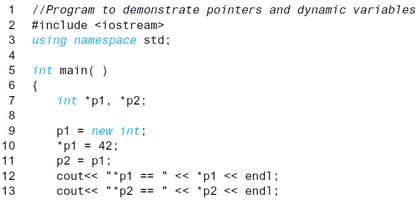 1 //Program to demonstrate pointers and dynamic variables
2 #include <iostream>
3 using namespace std;
4
5 int main( )
6 {
7 int *p1, *p2;
8
9 p1 = new int;
10 *p1 = 42;
11 p2 = p1;
12 cout<< "*p1 == " << *p1 << endl;
13 cout<< "*p2 == " << *p2 << endl;